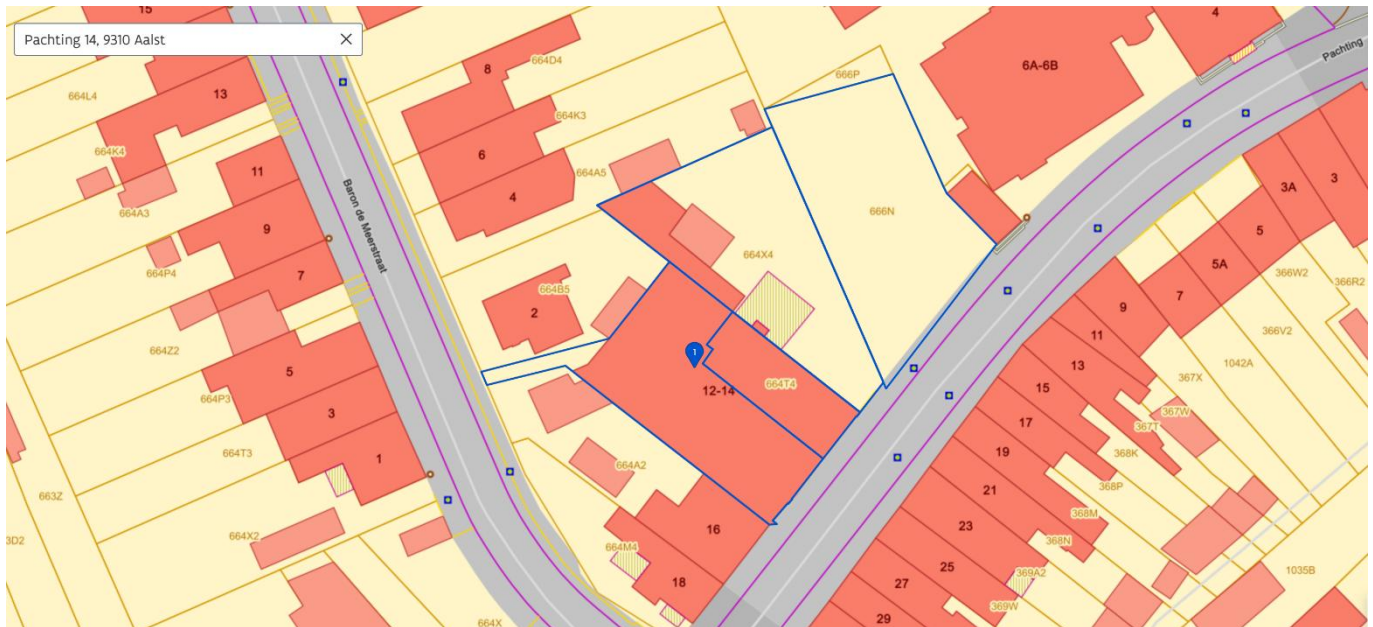 15
4
Pachting 14, 9310 Aalst
Pachting
8
664D4
6A-6B
666P
664L4
13
664K3
664K4
6
3A
3
664A5
11
4
664A3
666N
9
Baron de Meerstraat
5
664X4
5A
366W2
664P4
7
366R2
664B5
7
9
2
366V2
11
664Z2
1
1042A
13
5
367X
12-14
664T4
15
664P3
367W
3
17
367T
664T3
19
368K
1
664A2
21
368P
663Z
16
368M
23
3D2
664X2
368N
664M4
25
1035B
369A2
18
27
369W
29
664X